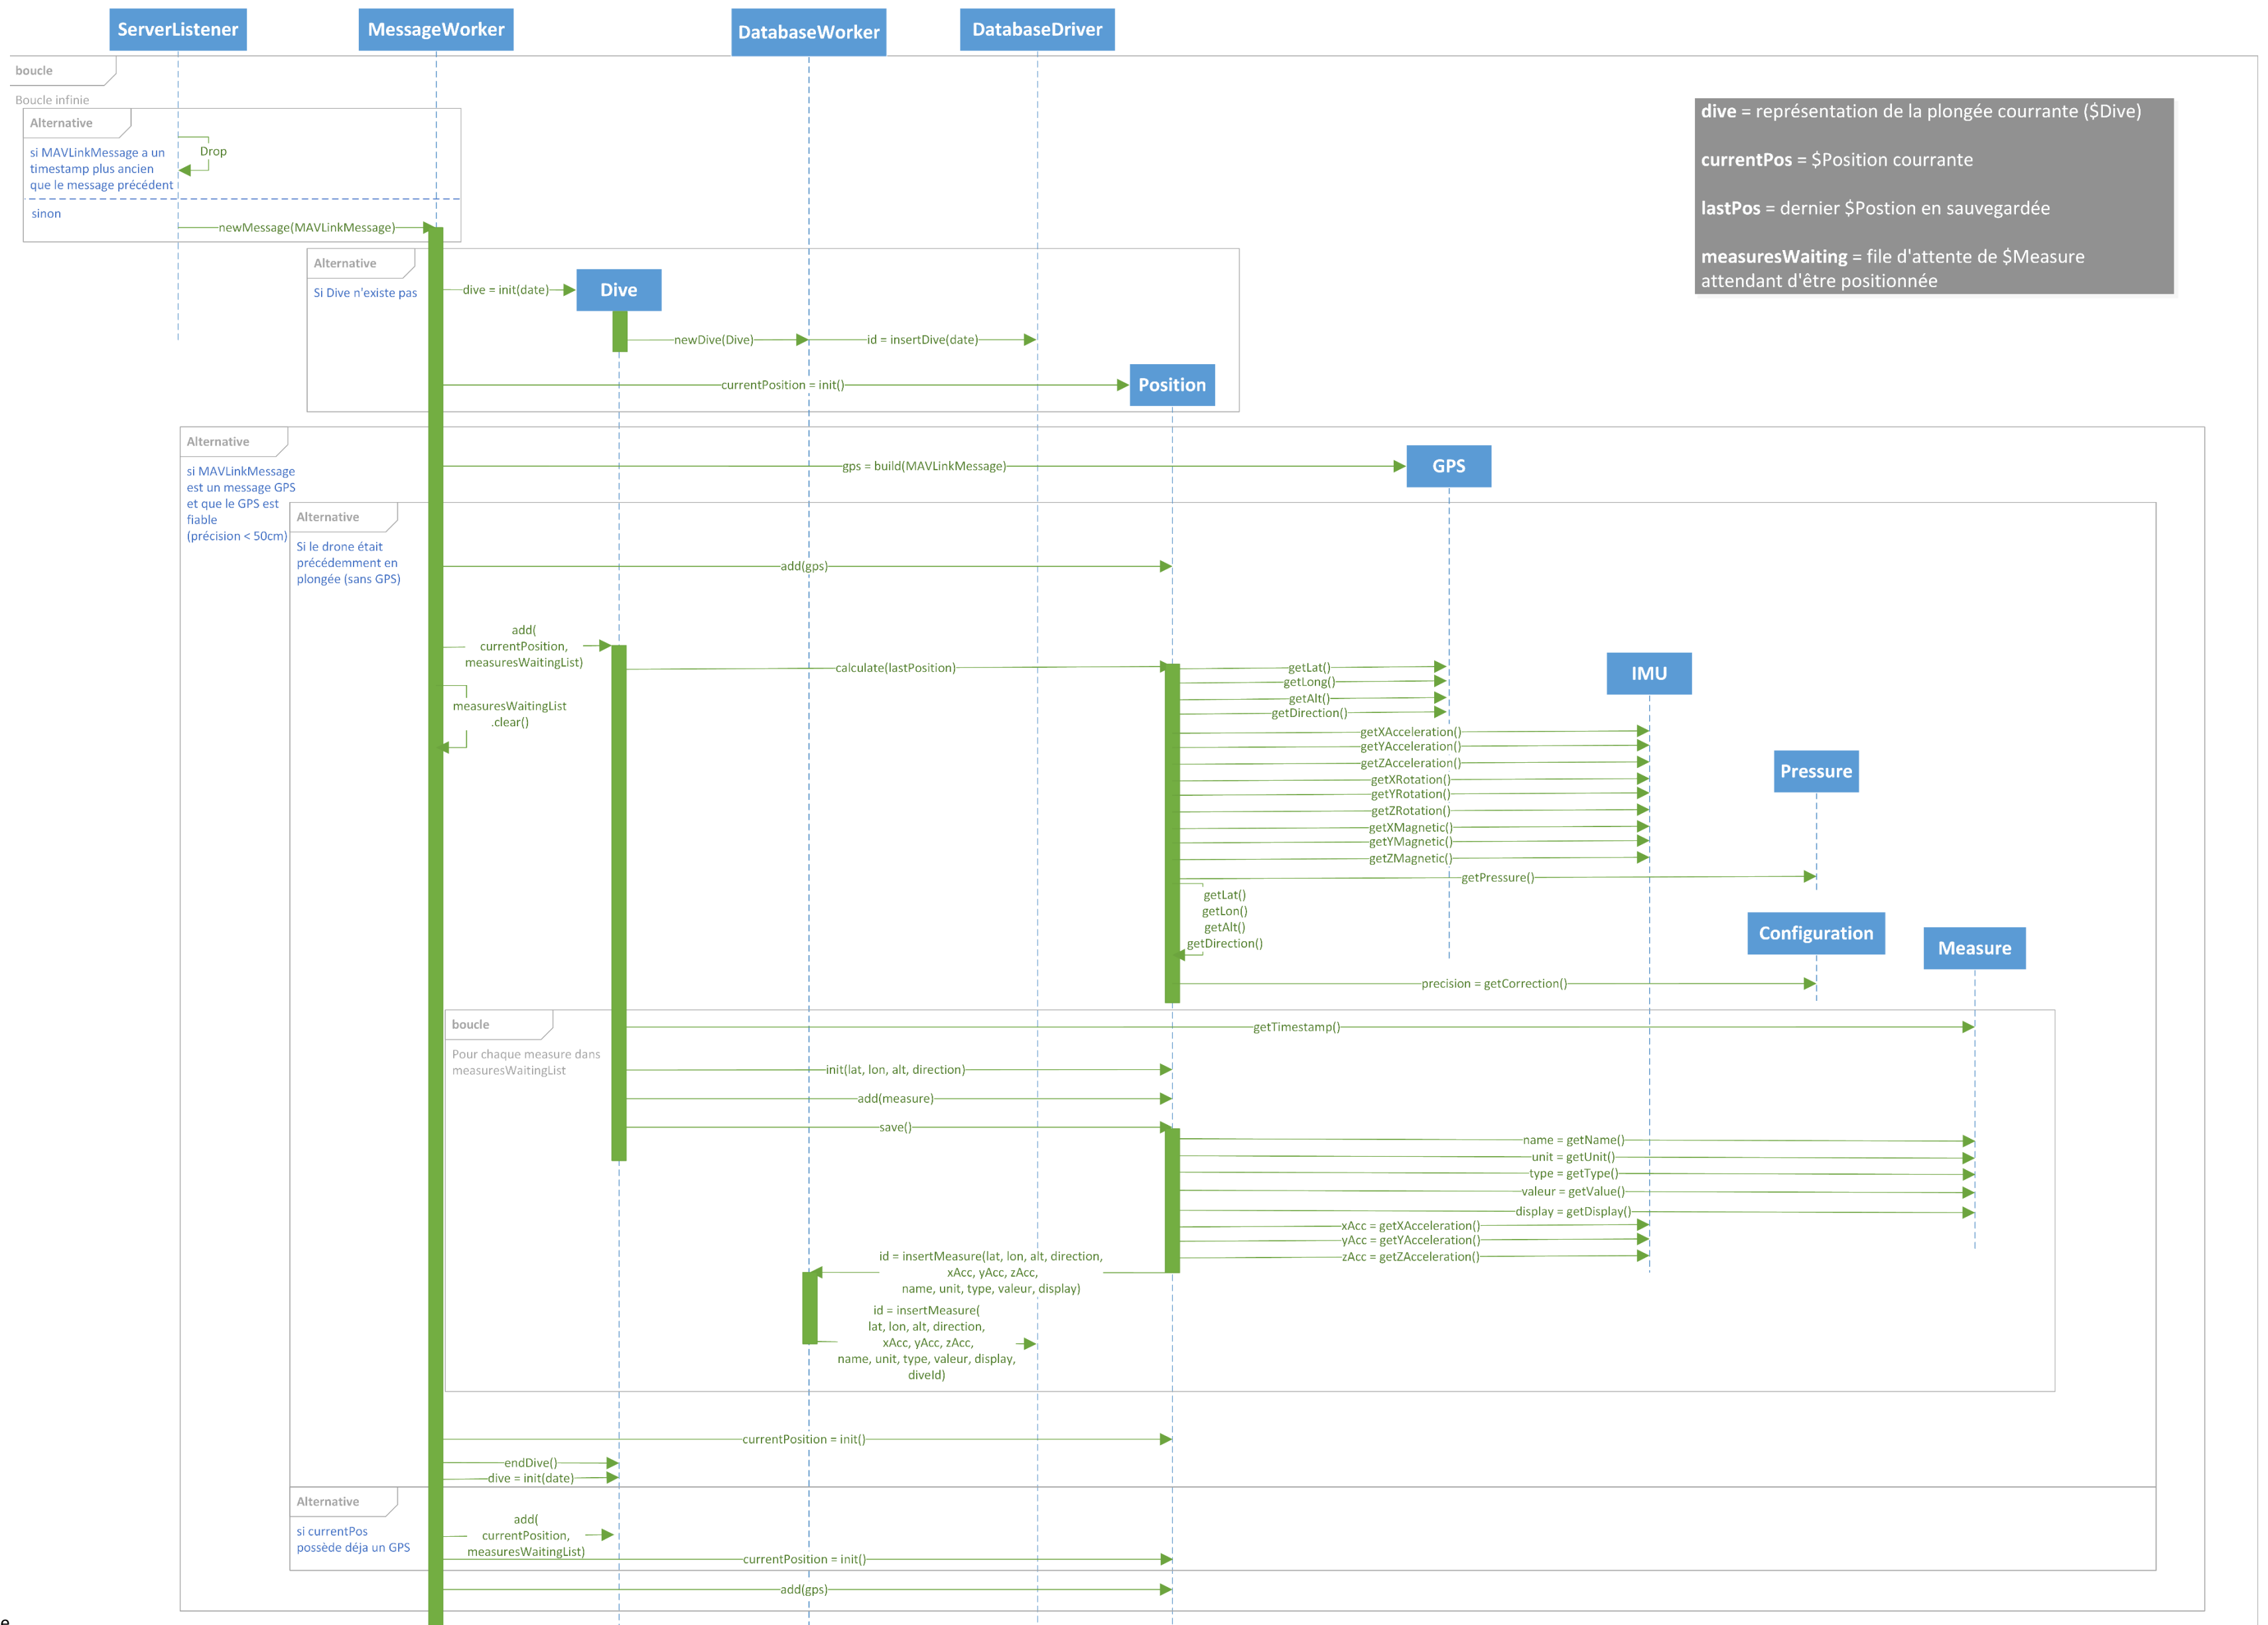 ServerListener
MessageWorker
DatabaseWorker
DatabaseDriver
boucle
Boucle infinie
Alternative
si MAVLinkMessage a un
timestamp plus ancien
que le message précédent
Drop
sinon
newMessage(MAVLinkMessage)
dive = représentation de la plongée courrante ($Dive)
currentPos = $Position courrante
lastPos = dernier $Postion en sauvegardée
measuresWaiting = file d'attente de $Measure
attendant d'être positionnée
Alternative
Si Dive n'existe pas
dive = init(date)
Dive
newDive(Dive)
id = insertDive(date)
currentPosition = init()
Position
Alternative
si MAVLinkMessage
est un message GPS
et que le GPS est
fiable
(précision < 50cm)
gps = build(MAVLinkMessage)
GPS
Alternative
Si le drone était
précédemment en
plongée (sans GPS)
add(gps)
add(
currentPosition,
measuresWaitingList)
calculate(lastPosition)
measuresWaitingList
.clear()
getLat()
getLong()
getAlt()
getDirection()
IMU
getXAcceleration()
getYAcceleration()
getZAcceleration()
getXRotation()
getYRotation()
getZRotation()
getXMagnetic()
getYMagnetic()
getZMagnetic()
Pressure
getPressure()
getLat()
getLon()
getAlt()
getDirection()
Configuration
Measure
precision = getCorrection()
boucle
Pour chaque measure dans
measuresWaitingList
getTimestamp()
init(lat, lon, alt, direction)
add(measure)
save()
name = getName()
unit = getUnit()
type = getType()
valeur = getValue()
display = getDisplay()
xAcc = getXAcceleration()
yAcc = getYAcceleration()
zAcc = getZAcceleration()
id = insertMeasure(lat, lon, alt, direction,
xAcc, yAcc, zAcc,
name, unit, type, valeur, display)
id = insertMeasure(
lat, lon, alt, direction,
xAcc, yAcc, zAcc,
name, unit, type, valeur, display,
diveId)
currentPosition = init()
endDive()
dive = init(date)
Alternative
si currentPos
possède déja un GPS
add(
currentPosition,
measuresWaitingList)
currentPosition = init()
add(gps)
e